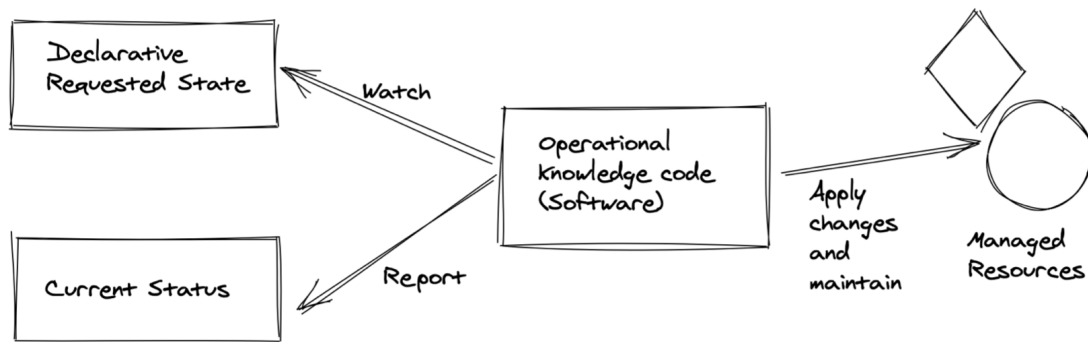 Declarative
Requested State
Watch
Operational
Knowledge code
(Software)
Apply
changes
and
maintain
Managed
Resources
Current Status
Report